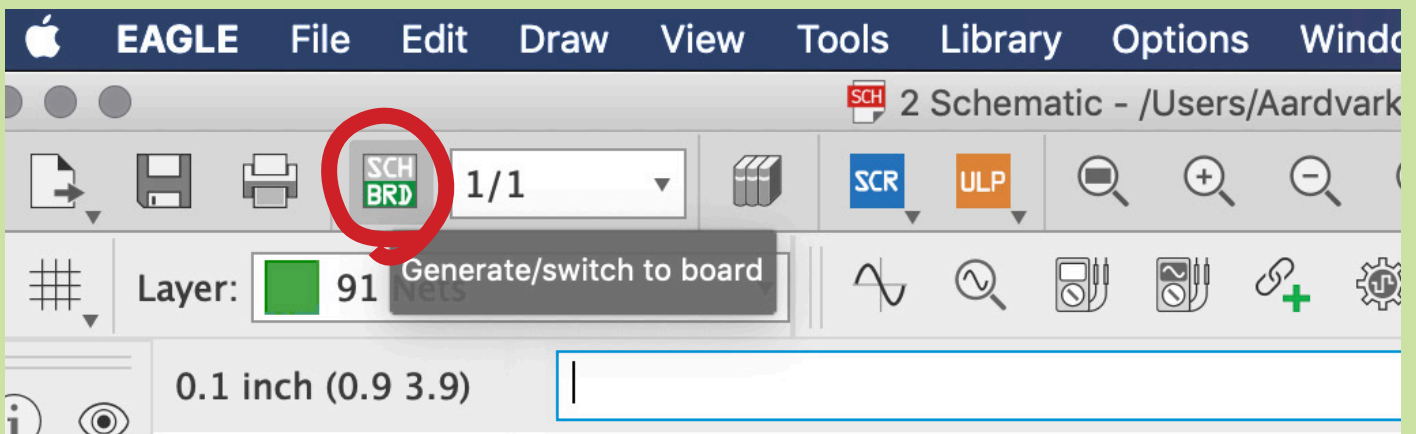 EAGLE File Edit Draw View Tools Library Options Windo
SCH 2 Schematic - /Users/Aardvark
SCH BRD 1/1 SCR ULP
Generate/switch to board
Layer: 91 Nets
0.1 inch (0.9 3.9)